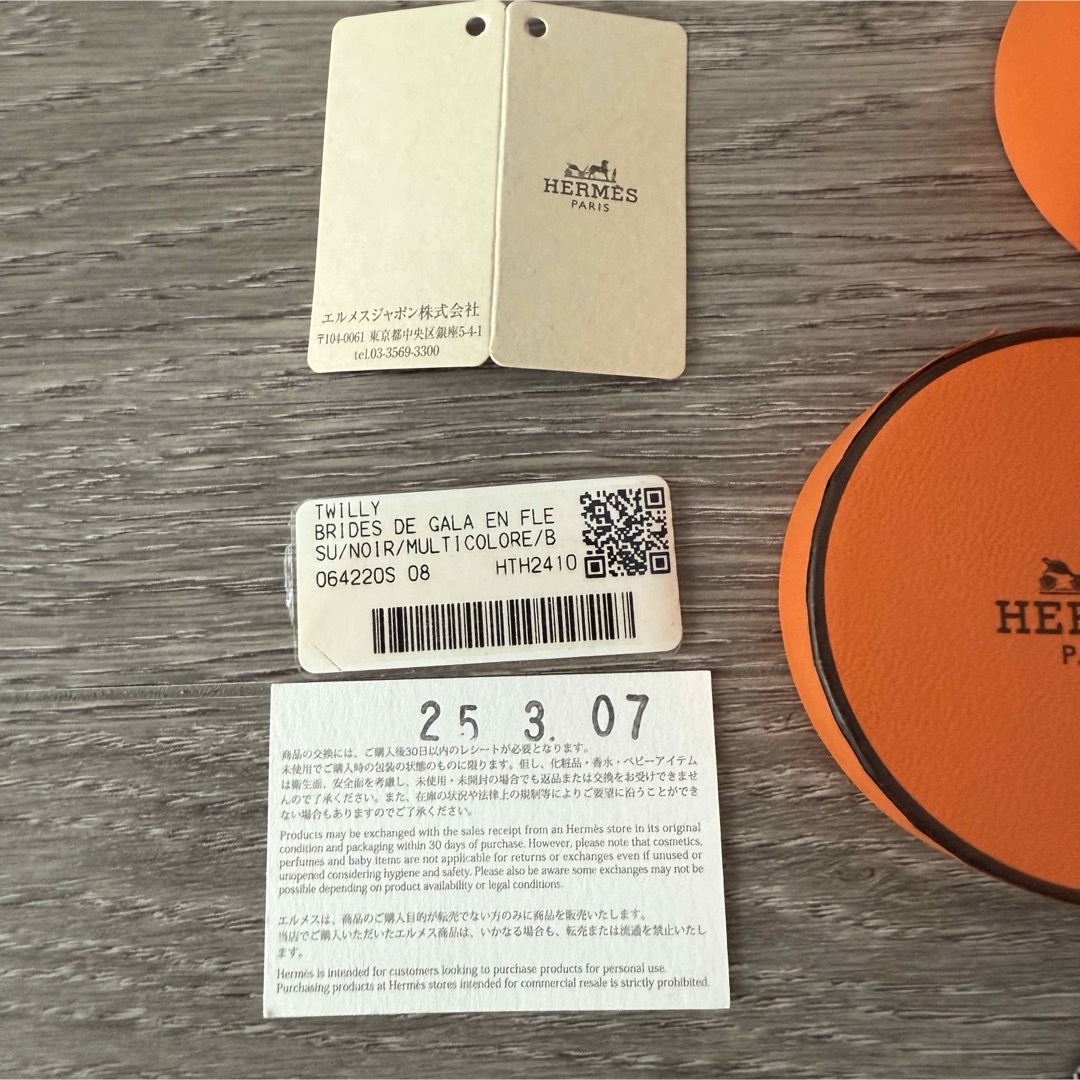 HERMÈS
PARIS
エルメスジャポン株式会社
〒104-0061 東京都中央区銀座5-4-1
tel.03-3569-3300
TWILLY
BRIDES DE GALA EN FLE
SU/NOIR/MULTICOLORE/B
064220S 08 HTH2410
25 3. 07
商品の交換には、ご購入後30日以内のレシートが必要となります。
未使用でご購入時の包装の状態のものに限ります。但し、化粧品・香水・ベビーアイテム
は衛生面、安全面を考慮し、未使用・未開封の場合でも返品または交換をお受けできませ
んので了承ください。また、在庫の状況や法律上の規制等によりご要望に沿うことができ
ない場合もありますのでご了承ください。
Products may be exchanged with the sales receipt from an Hermès store in its original
condition and packaging within 30 days of purchase. However, please note that cosmetics,
perfumes and baby items are not applicable for returns or exchanges even if unused or
unopened considering hygiene and safety. Please also be aware some exchanges may not be
possible depending on product availability or legal conditions.
エルメスは、商品のご購入目的が転売でない方のみに商品を販売いたします。
当店でご購入いただいたエルメス商品は、いかなる場合も、転売または流通を禁止いたし
ます。
Hermès is intended for customers looking to purchase products for personal use.
Purchasing products at Hermès stores intended for commercial resale is strictly prohibited.
HER
PA